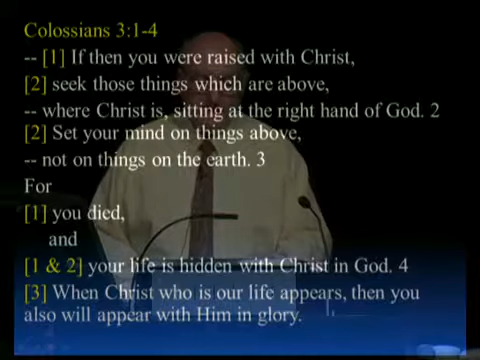 Colossians 3:1-4
-- [1] If then you were raised with Christ,
[2] seek those things which are above,
-- where Christ is, sitting at the right hand of God. 2
[2] Set your mind on things above,
-- not on things on the earth. 3
For
[1] you died,
and
[1 & 2] your life is hidden with Christ in God. 4
[3] When Christ who is our life appears, then you
also will appear with Him in glory.